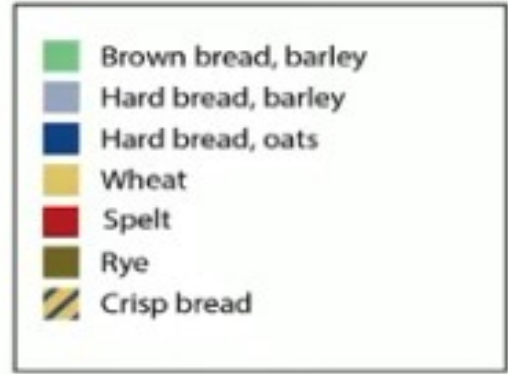 Brown bread, barley
Hard bread, barley
Hard bread, oats
Wheat
Spelt
Rye
Crisp bread